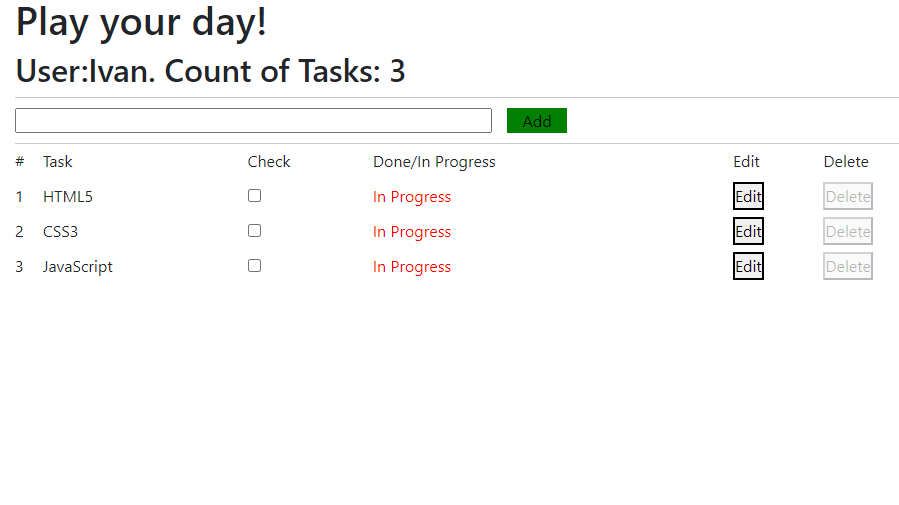 Play your day!
User:Ivan. Count of Tasks: 3
Add
# Task Check Done/In Progress Edit Delete
1 HTML5 In Progress Edit Delete
2 CSS3 In Progress Edit Delete
3 JavaScript In Progress Edit Delete